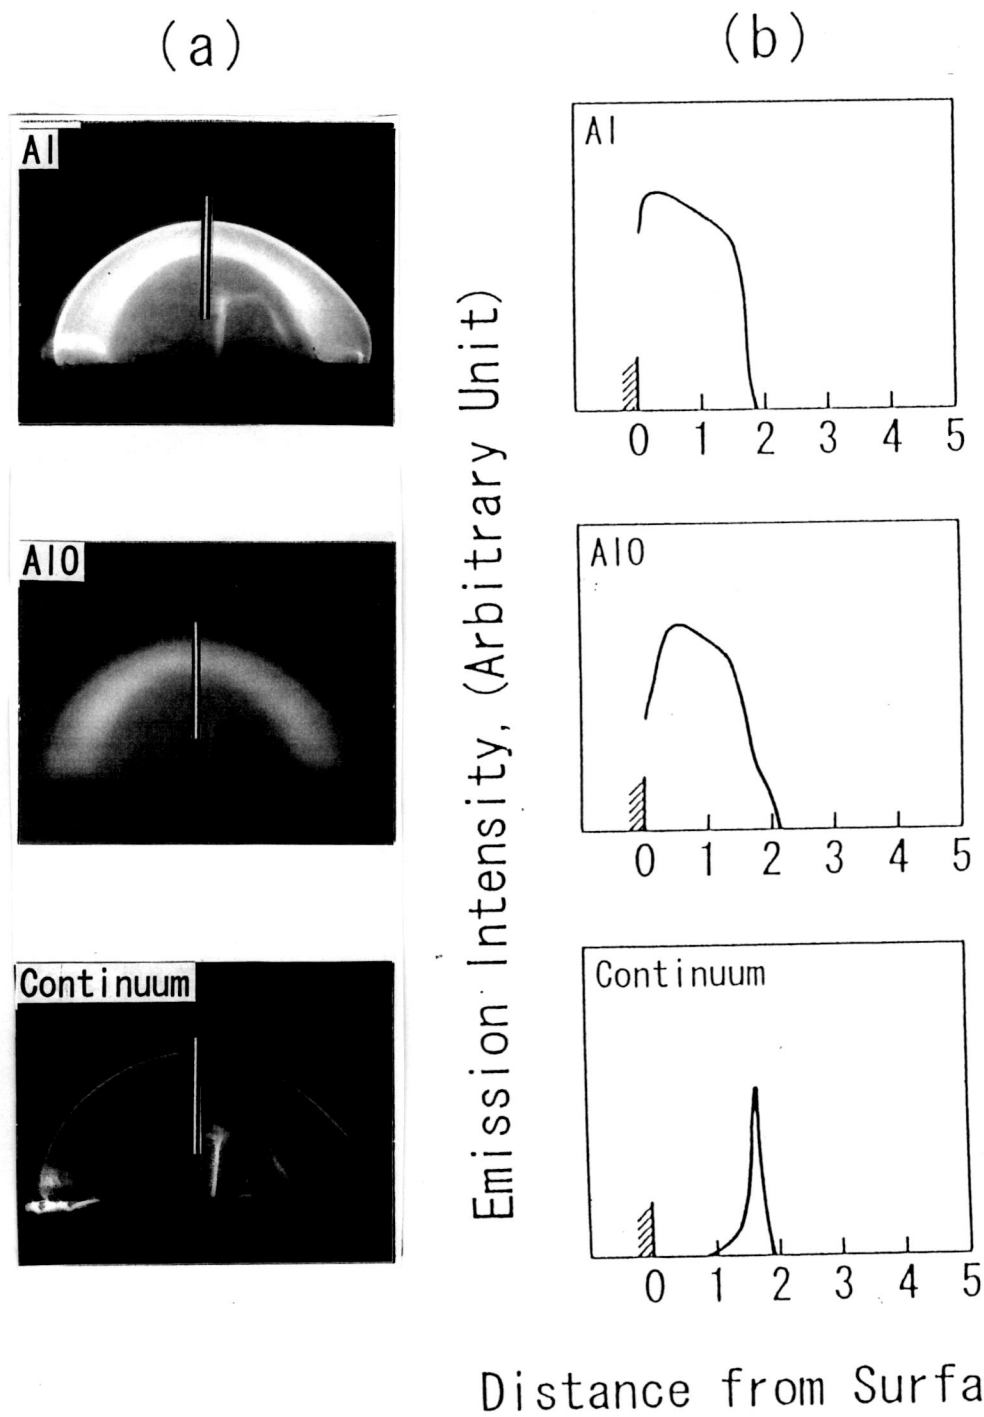 (a)
(b)
Al
Al
0 1 2 3 4 5
AlO
AlO
0 1 2 3 4 5
Continuum
Continuum
0 1 2 3 4 5
Emission Intensity, (Arbitrary Unit)
Distance from Surfa